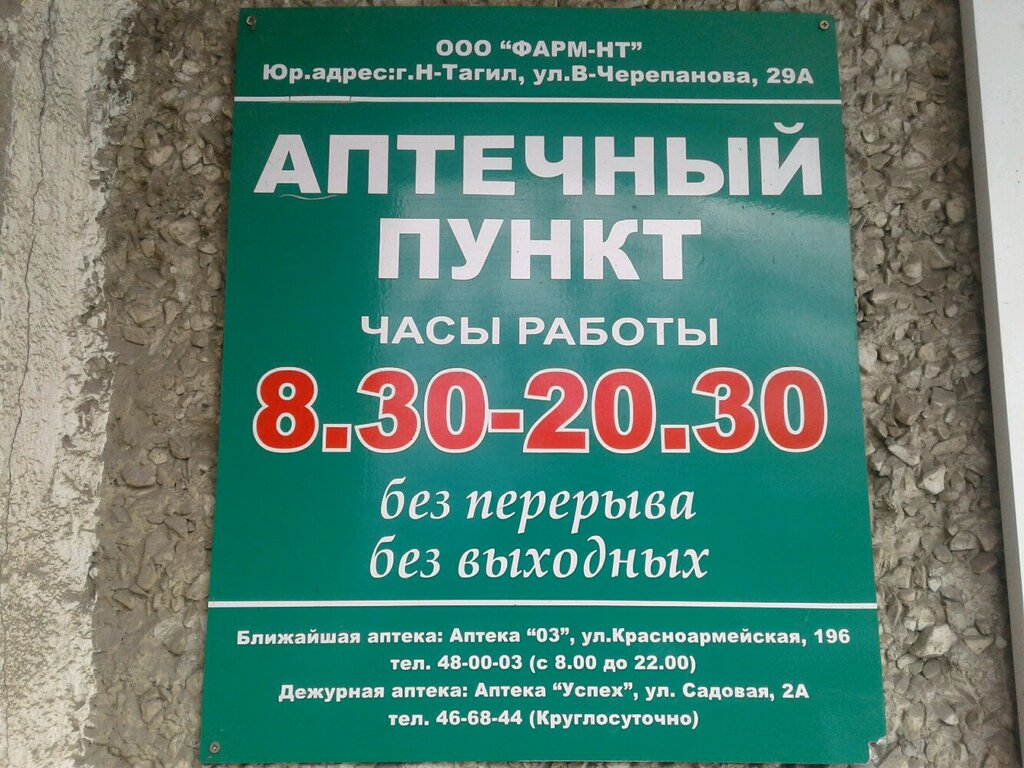 ООО “ФАРМ-НТ”
Юр.адрес:г.Н-Тагил, ул.В-Черепанова, 29А
АПТЕЧНЫЙ
ПУНКТ
ЧАСЫ РАБОТЫ
8.30-20.30
без перерыва
без выходных
Ближайшая аптека: Аптека “03”, ул.Красноармейская, 196
тел. 48-00-03 (с 8.00 до 22.00)
Дежурная аптека: Аптека “Успех”, ул. Садовая, 2А
тел. 46-68-44 (Круглосуточно)